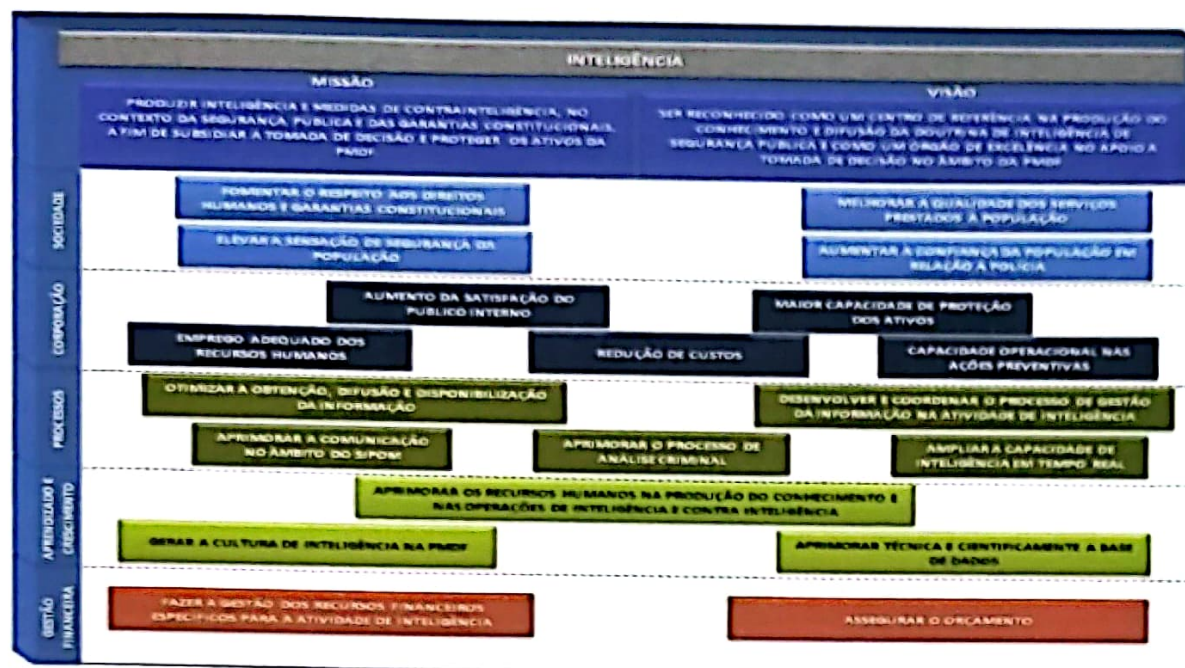 INTELIGÊNCIA
MISSÃO
PRODUZIR INTELIGÊNCIA E MEDIDAS DE CONTRAINTELIGÊNCIA, NO
CONTEXTO DA SEGURANÇA PÚBLICA E DAS GARANTIAS CONSTITUCIONAIS,
A FIM DE SUBSIDIAR A TOMADA DE DECISÃO E PROTEGER OS ATIVOS DA
PMDF
VISÃO
SER RECONHECIDO COMO UM CENTRO DE REFERÊNCIA NA PRODUÇÃO DO
CONHECIMENTO E DIFUSÃO DA DOUTRINA DE INTELIGÊNCIA DE
SEGURANÇA PÚBLICA E COMO UM ÓRGÃO DE EXCELÊNCIA NO APOIO A
TOMADA DE DECISÃO NO ÂMBITO DA PMDF
SOCIEDADE
FOMENTAR O RESPEITO AOS DIREITOS
HUMANOS E GARANTIAS CONSTITUCIONAIS
MELHORAR A QUALIDADE DOS SERVIÇOS
PRESTADOS À POPULAÇÃO
ELEVAR A SENSAÇÃO DE SEGURANÇA DA
POPULAÇÃO
AUMENTAR A CONFIANÇA DA POPULAÇÃO EM
RELAÇÃO A POLÍCIA
CORPORAÇÃO
AUMENTO DA SATISFAÇÃO DO
PUBLICO INTERNO
MAIOR CAPACIDADE DE PROTEÇÃO
DOS ATIVOS
EMPREGO ADEQUADO DOS
RECURSOS HUMANOS
REDUÇÃO DE CUSTOS
CAPACIDADE OPERACIONAL NAS
AÇÕES PREVENTIVAS
PROCESSOS
OTIMIZAR A OBTENÇÃO, DIFUSÃO E DISPONIBILIZAÇÃO
DA INFORMAÇÃO
DESENVOLVER E COORDENAR O PROCESSO DE GESTÃO
DA INFORMAÇÃO NA ATIVIDADE DE INTELIGÊNCIA
APRIMORAR A COMUNICAÇÃO
NO ÂMBITO DO SIPOM
APRIMORAR O PROCESSO DE
ANÁLISE CRIMINAL
AMPLIAR A CAPACIDADE DE
INTELIGÊNCIA EM TEMPO REAL
APRENDIZADO E
CRESCIMENTO
APRIMORAR OS RECURSOS HUMANOS NA PRODUÇÃO DO CONHECIMENTO E
NAS OPERAÇÕES DE INTELIGÊNCIA E CONTRA INTELIGÊNCIA
GERAR A CULTURA DE INTELIGÊNCIA NA PMDF
APRIMORAR TÉCNICA E CIENTIFICAMENTE A BASE
DE DADOS
GESTÃO
FINANCEIRA
FAZER A GESTÃO DOS RECURSOS FINANCEIROS
ESPECÍFICOS PARA A ATIVIDADE DE INTELIGÊNCIA
ASSEGURAR O ORÇAMENTO